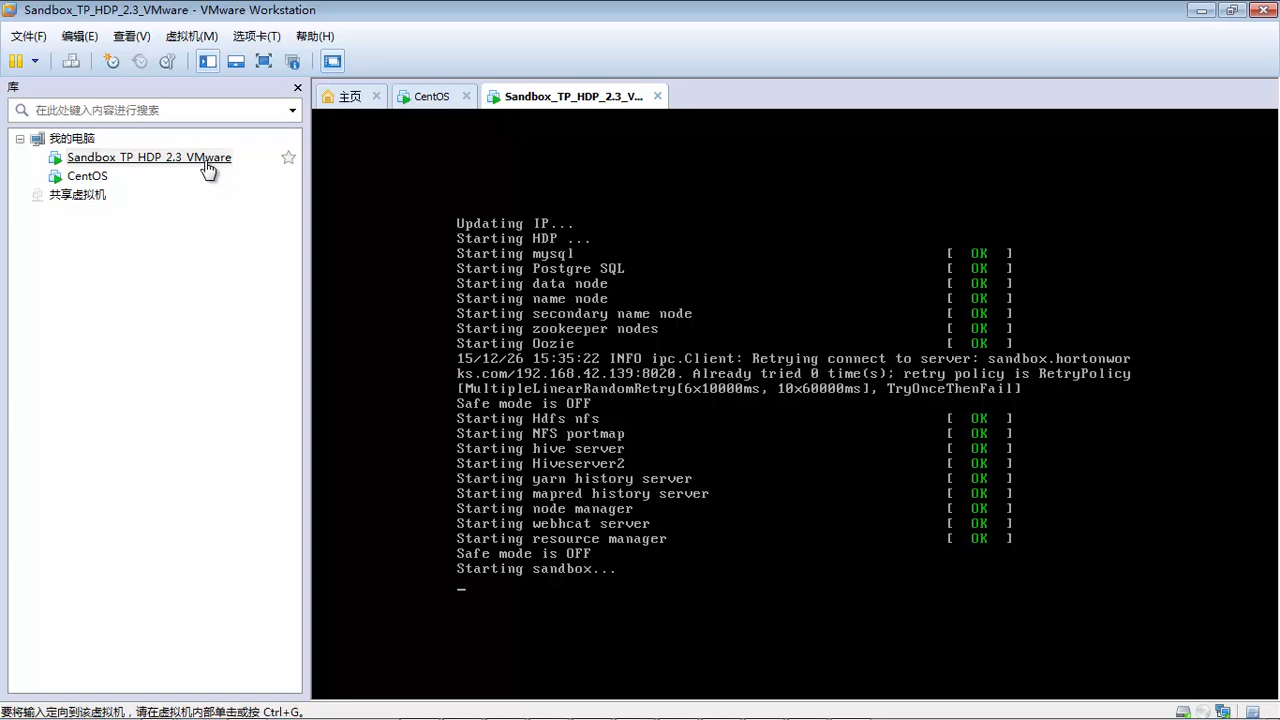 Sandbox_TP_HDP_2.3_VMware - VMware Workstation
文件(F) 编辑(E) 查看(V) 虚拟机(M) 选项卡(T) 帮助(H)
库
在此处键入内容进行搜索
我的电脑
Sandbox_TP_HDP_2.3_VMware
CentOS
共享虚拟机
主页 CentOS Sandbox_TP_HDP_2.3_V...
Updating IP...
Starting HDP ...
Starting mysql [ OK ]
Starting Postgre SQL [ OK ]
Starting data node [ OK ]
Starting name node [ OK ]
Starting secondary name node [ OK ]
Starting zookeeper nodes [ OK ]
Starting Oozie [ OK ]
15/12/26 15:35:22 INFO ipc.Client: Retrying connect to server: sandbox.hortonwor
ks.com/192.168.42.139:8020. Already tried 0 time(s); retry policy is RetryPolicy
[MultipleLinearRandomRetry[6x10000ms, 10x60000ms], TryOnceThenFail]
Safe mode is OFF
Starting Hdfs nfs [ OK ]
Starting NFS portmap [ OK ]
Starting hive server [ OK ]
Starting Hiveserver2 [ OK ]
Starting yarn history server [ OK ]
Starting mapred history server [ OK ]
Starting node manager [ OK ]
Starting webhcat server [ OK ]
Starting resource manager [ OK ]
Safe mode is OFF
Starting sandbox...
要将输入定向到该虚拟机，请在虚拟机内部单击或按 Ctrl+G。